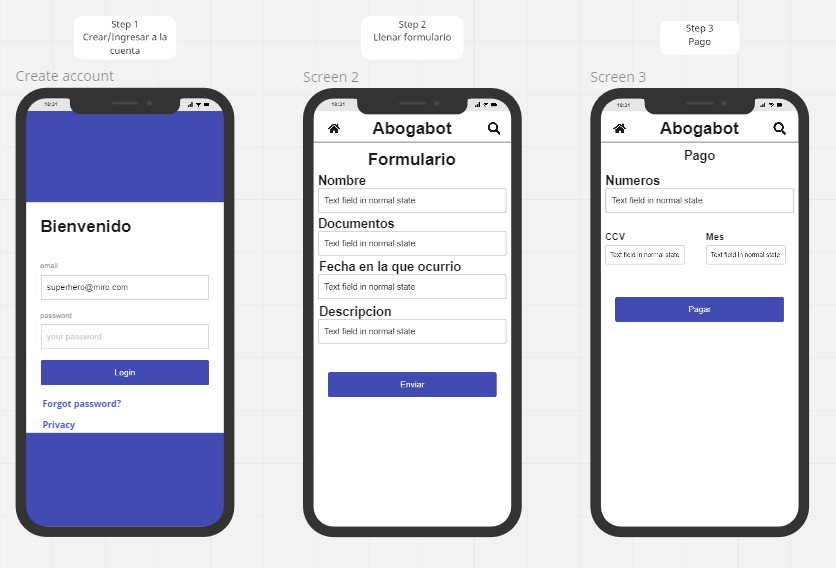 Step 1
Crear/Ingresar a la
cuenta
Create account
10:31
Bienvenido
email
superhero@miro.com
password
your password
Login
Forgot password?
Privacy
Step 2
Llenar formulario
Screen 2
10:31
Abogabot
Formulario
Nombre
Text field in normal state
Documentos
Text field in normal state
Fecha en la que ocurrio
Text field in normal state
Descripcion
Text field in normal state
Enviar
Step 3
Pago
Screen 3
10:31
Abogabot
Pago
Numeros
Text field in normal state
CCV
Mes
Text field in normal state
Text field in normal state
Pagar